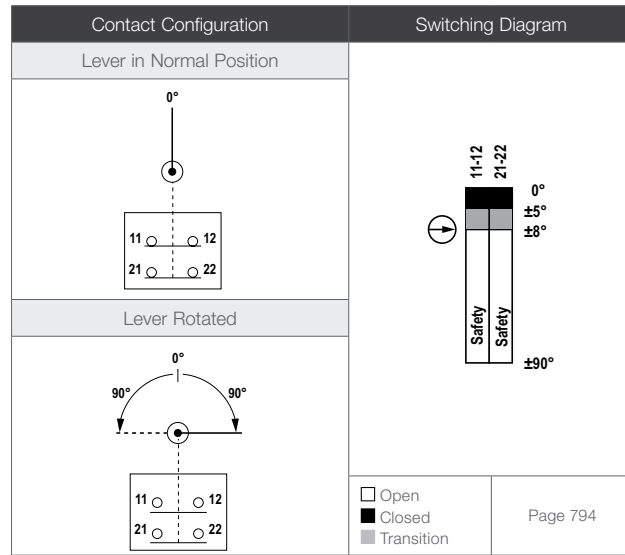 Contact Configuration
Lever in Normal Position
0°
11 12
21 22
Lever Rotated
0°
90° 90°
11 12
21 22
Switching Diagram
11-12 21-22
0°
±5°
±8°
Safety Safety
±90°
Open
Closed
Transition
Page 794